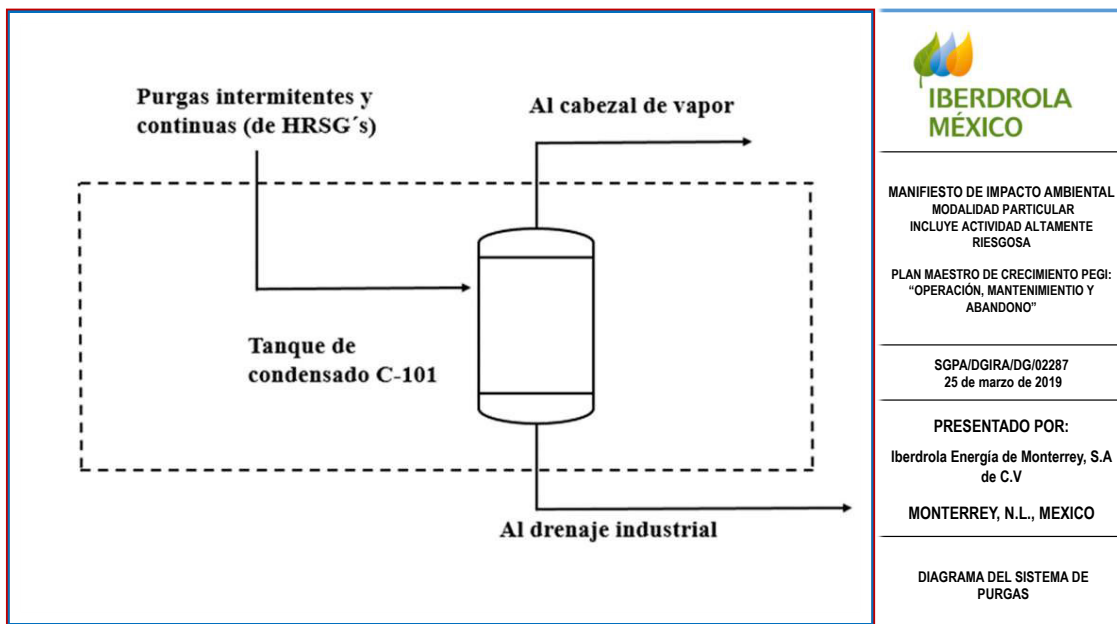 Purgas intermitentes y
continuas (de HRSG´s)
Al cabezal de vapor
Tanque de
condensado C-101
Al drenaje industrial
IBERDROLA
MÉXICO
MANIFIESTO DE IMPACTO AMBIENTAL
MODALIDAD PARTICULAR
INCLUYE ACTIVIDAD ALTAMENTE
RIESGOSA
PLAN MAESTRO DE CRECIMIENTO PEGI:
“OPERACIÓN, MANTENIMIENTIO Y
ABANDONO”
SGPA/DGIRA/DG/02287
25 de marzo de 2019
PRESENTADO POR:
Iberdrola Energía de Monterrey, S.A
de C.V
MONTERREY, N.L., MEXICO
DIAGRAMA DEL SISTEMA DE
PURGAS